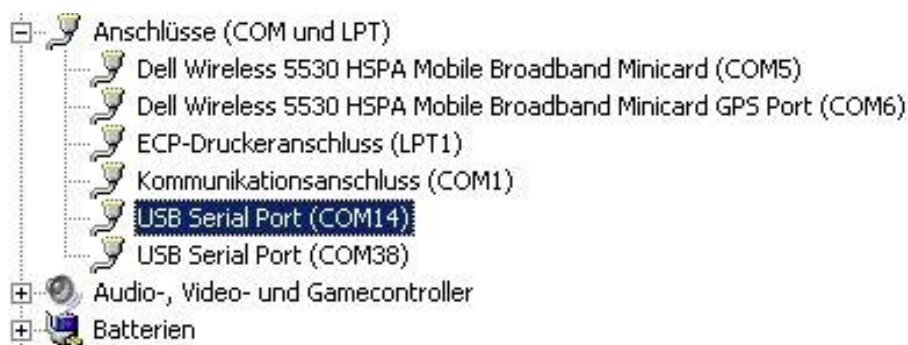 Anschlüsse (COM und LPT)
Dell Wireless 5530 HSPA Mobile Broadband Minicard (COM5)
Dell Wireless 5530 HSPA Mobile Broadband Minicard GPS Port (COM6)
ECP-Druckeranschluss (LPT1)
Kommunikationsanschluss (COM1)
USB Serial Port (COM14)
USB Serial Port (COM38)
Audio-, Video- und Gamecontroller
Batterien